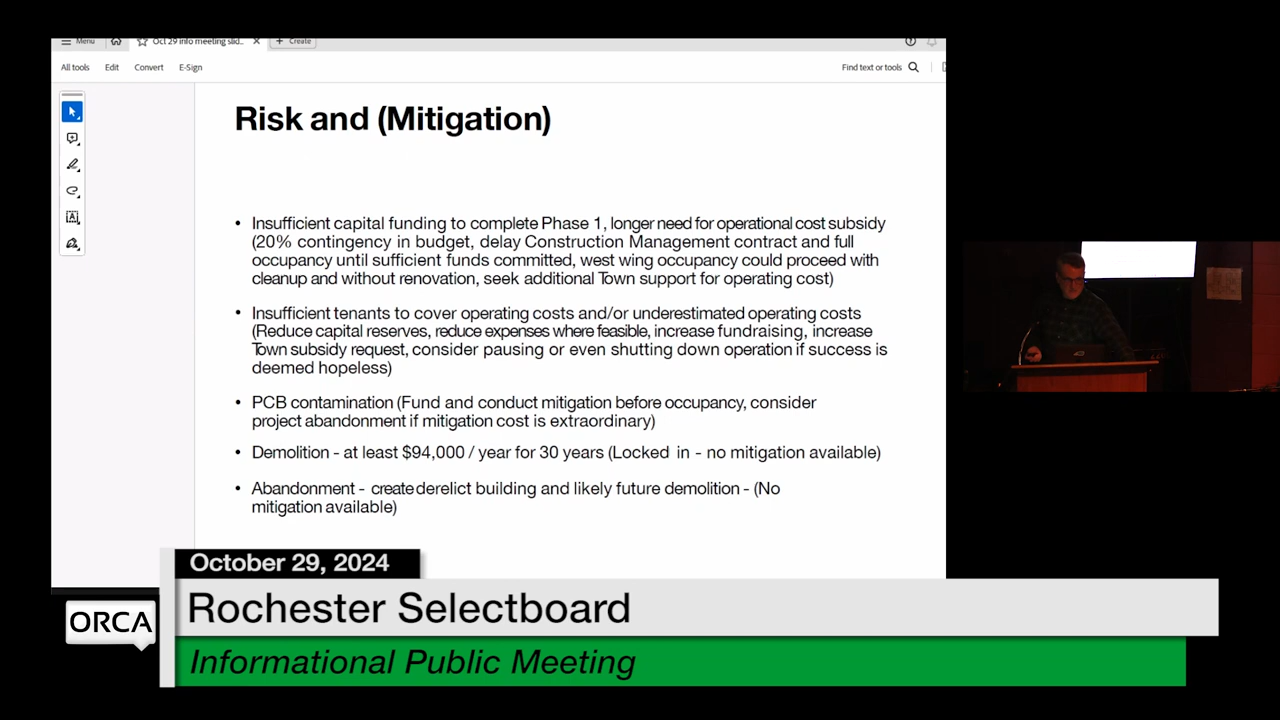 Menu
Oct 29 info meeting slid...
Create
All tools
Edit
Convert
E-Sign
Find text or tools
Risk and (Mitigation)
• Insufficient capital funding to complete Phase 1, longer need for operational cost subsidy
(20% contingency in budget, delay Construction Management contract and full
occupancy until sufficient funds committed, west wing occupancy could proceed with
cleanup and without renovation, seek additional Town support for operating cost)
• Insufficient tenants to cover operating costs and/or underestimated operating costs
(Reduce capital reserves, reduce expenses where feasible, increase fundraising, increase
Town subsidy request, consider pausing or even shutting down operation if success is
deemed hopeless)
• PCB contamination (Fund and conduct mitigation before occupancy, consider
project abandonment if mitigation cost is extraordinary)
• Demolition - at least $94,000 / year for 30 years (Locked in - no mitigation available)
• Abandonment - create derelict building and likely future demolition - (No
mitigation available)
October 29, 2024
ORCA
Rochester Selectboard
Informational Public Meeting